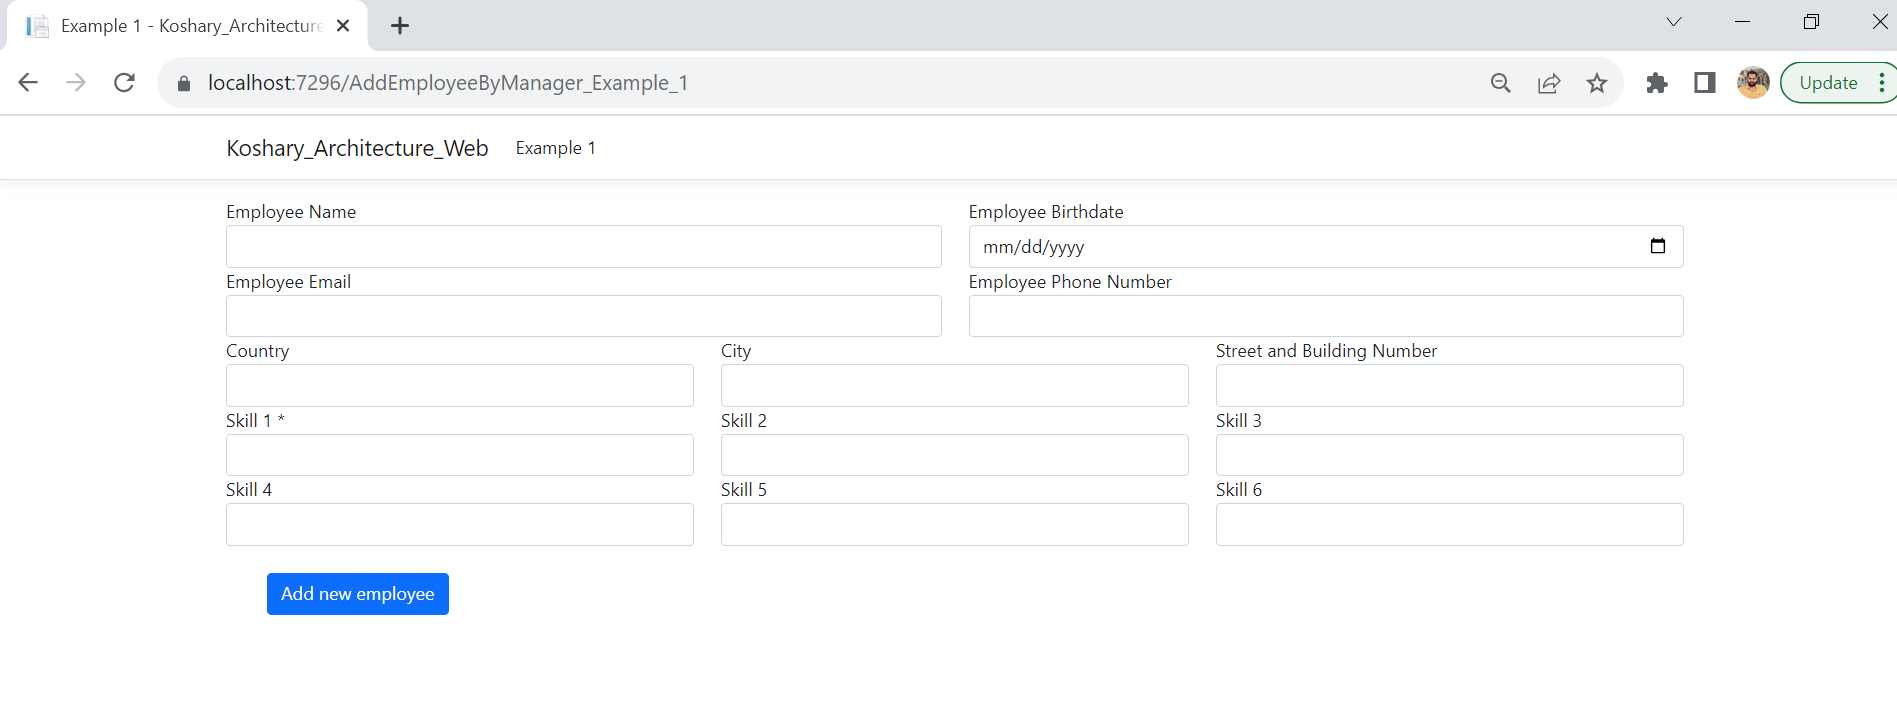 Example 1 - Koshary_Architecture
localhost:7296/AddEmployeeByManager_Example_1
Update
Koshary_Architecture_Web Example 1
Employee Name Employee Birthdate
mm/dd/yyyy
Employee Email Employee Phone Number
Country City Street and Building Number
Skill 1 * Skill 2 Skill 3
Skill 4 Skill 5 Skill 6
Add new employee